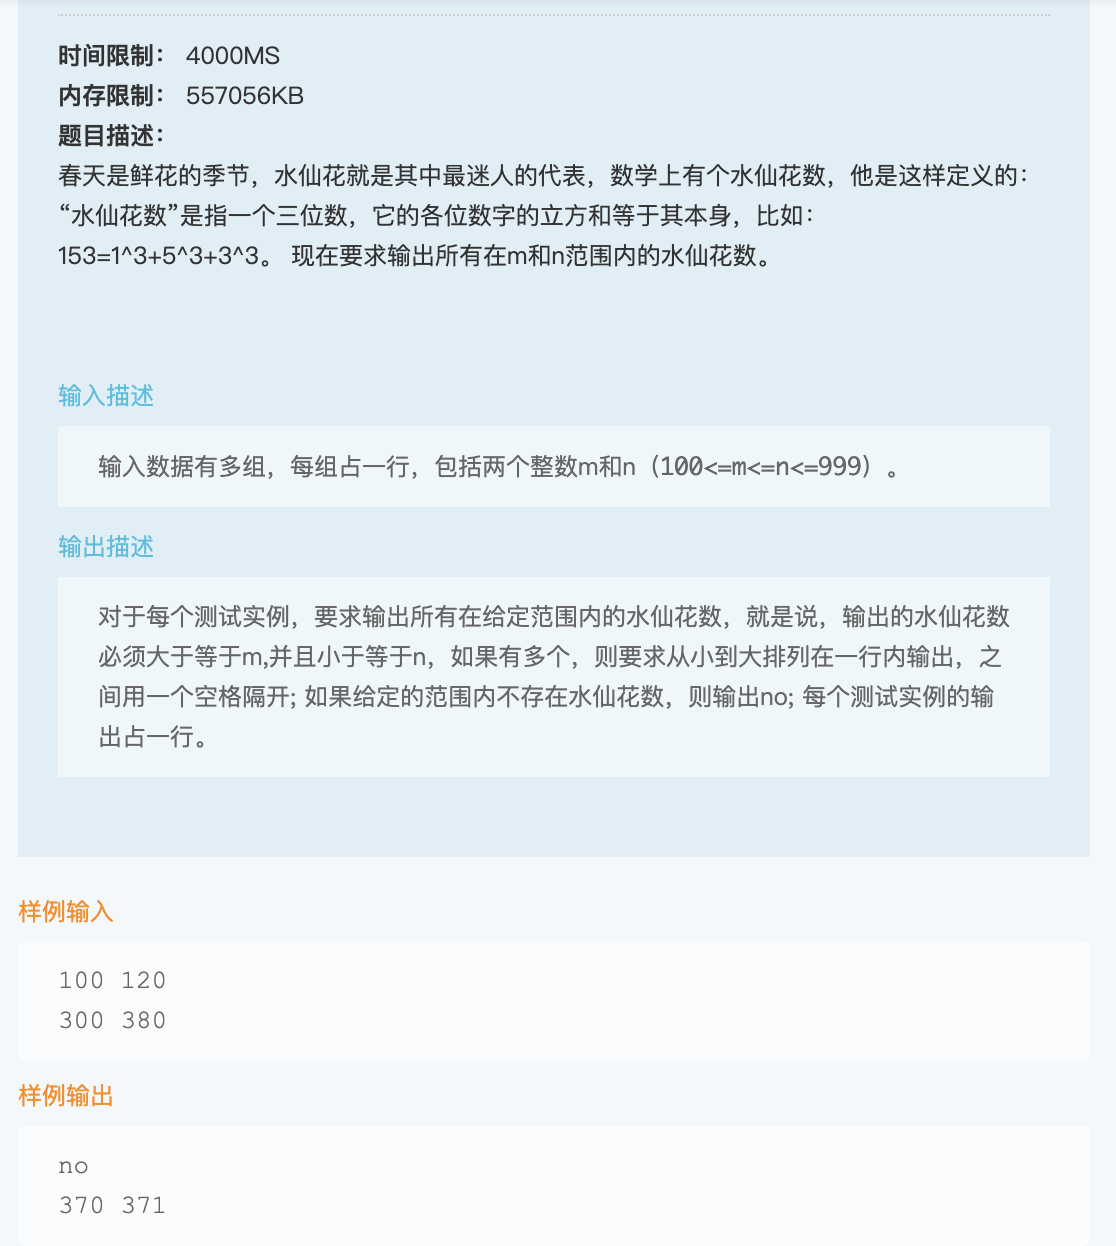 时间限制： 4000MS
内存限制： 557056KB
题目描述：
春天是鲜花的季节，水仙花就是其中最迷人的代表，数学上有个水仙花数，他是这样定义的：
“水仙花数”是指一个三位数，它的各位数字的立方和等于其本身，比如：
153=1^3+5^3+3^3。 现在要求输出所有在m和n范围内的水仙花数。
输入描述
输入数据有多组，每组占一行，包括两个整数m和n（100<=m<=n<=999）。
输出描述
对于每个测试实例，要求输出所有在给定范围内的水仙花数，就是说，输出的水仙花数
必须大于等于m,并且小于等于n，如果有多个，则要求从小到大排列在一行内输出，之
间用一个空格隔开; 如果给定的范围内不存在水仙花数，则输出no; 每个测试实例的输
出占一行。
样例输入
100 120
300 380
样例输出
no
370 371